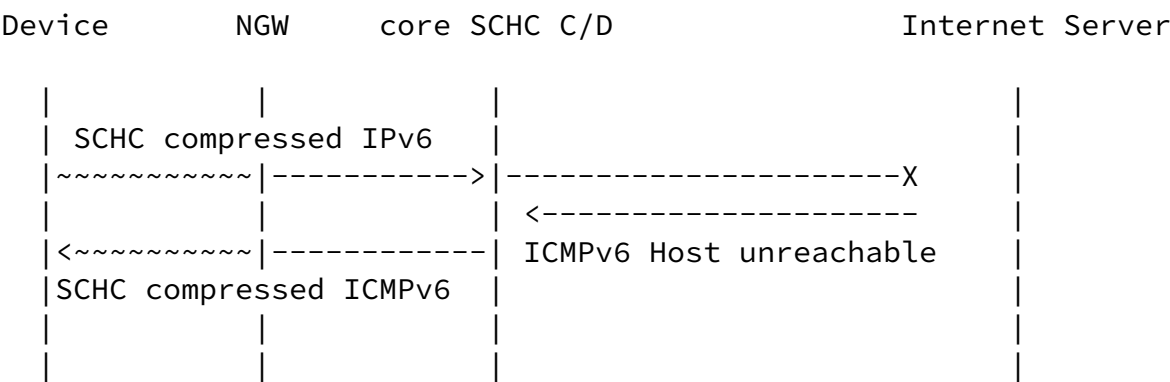 Device NGW core SCHC C/D Internet Server
SCHC compressed IPv6
~~~~~~~~~~~|----------->|----------------------X
<----------------------
<~~~~~~~~~~|------------| ICMPv6 Host unreachable
SCHC compressed ICMPv6